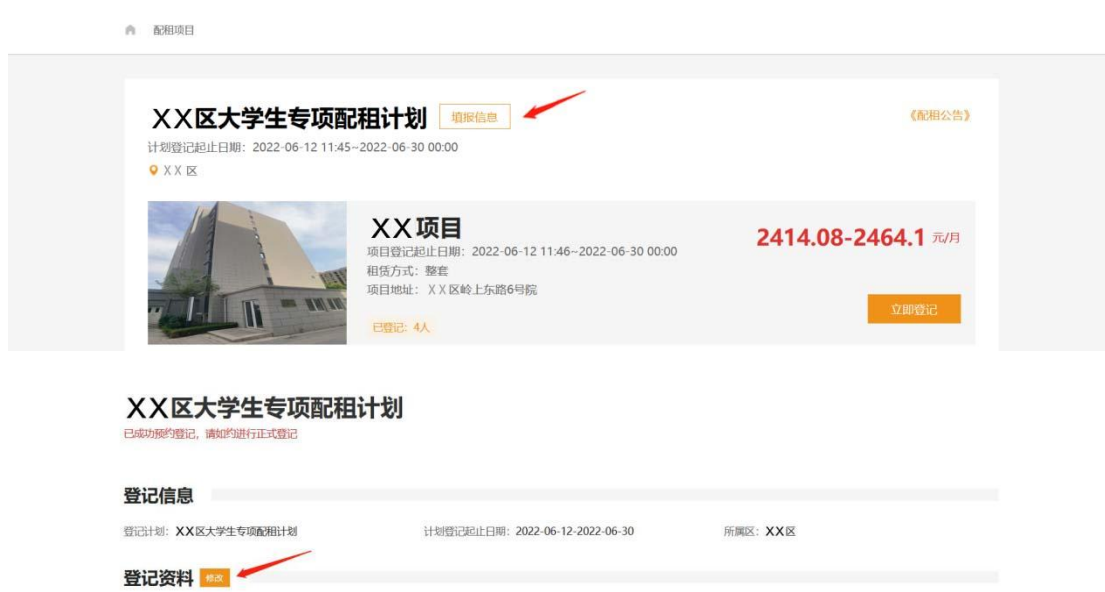 配租项目
XX区大学生专项配租计划 填报信息 《配租公告》
计划登记起止日期：2022-06-12 11:45~2022-06-30 00:00
XX区
XX项目
项目登记起止日期：2022-06-12 11:46~2022-06-30 00:00
2414.08-2464.1 元/月
租赁方式：整套
项目地址：XX区岭上东路6号院
立即登记
已登记：4人
XX区大学生专项配租计划
已成功预约登记，请如约进行正式登记
登记信息
登记计划：XX区大学生专项配租计划 计划登记起止日期：2022-06-12-2022-06-30 所属区：XX区
登记资料 修改